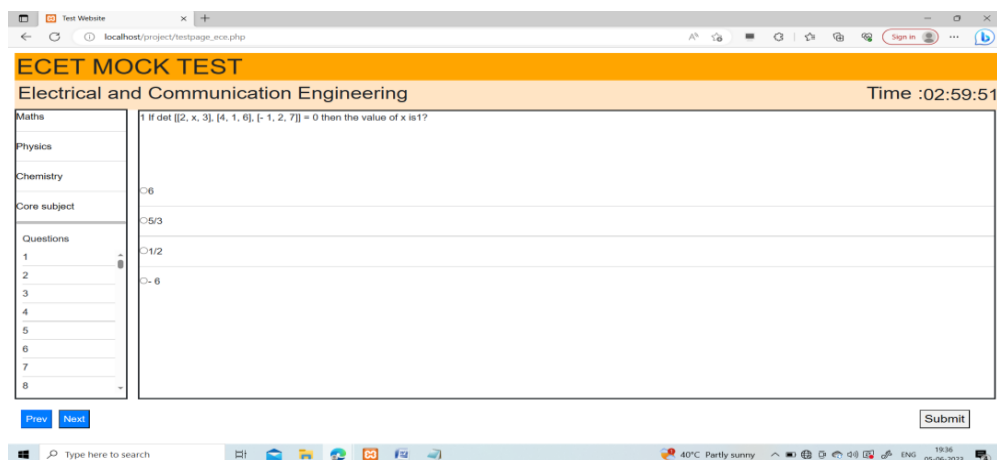 Test Website
localhost/project/testpage_ece.php
Sign in
ECET MOCK TEST
Electrical and Communication Engineering
Time :02:59:51
Maths
Physics
Chemistry
Core subject
Questions
1
2
3
4
5
6
7
8
1 If det [[2, x, 3], [4, 1, 6], [- 1, 2, 7]] = 0 then the value of x is1?
6
5/3
1/2
- 6
Prev
Next
Submit
Type here to search
40°C Partly sunny
ENG
19:36
05-06-2023